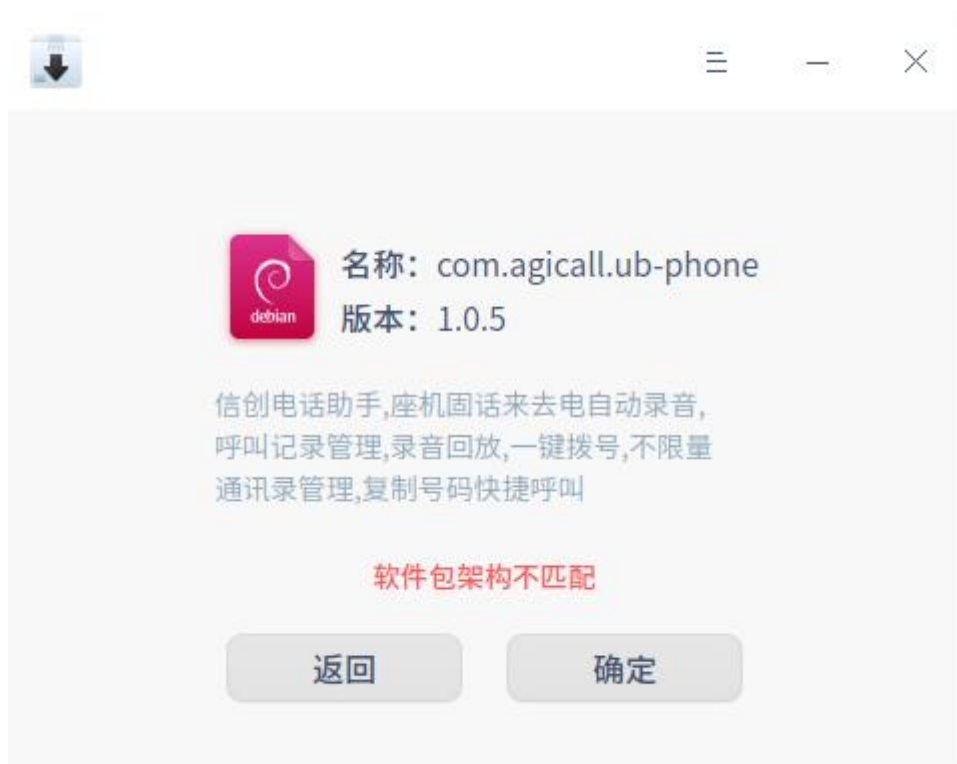 名称：com.agicall.ub-phone
debian
版本：1.0.5
信创电话助手,座机固话来去电自动录音,
呼叫记录管理,录音回放,一键拨号,不限量
通讯录管理,复制号码快捷呼叫
软件包架构不匹配
返回
确定